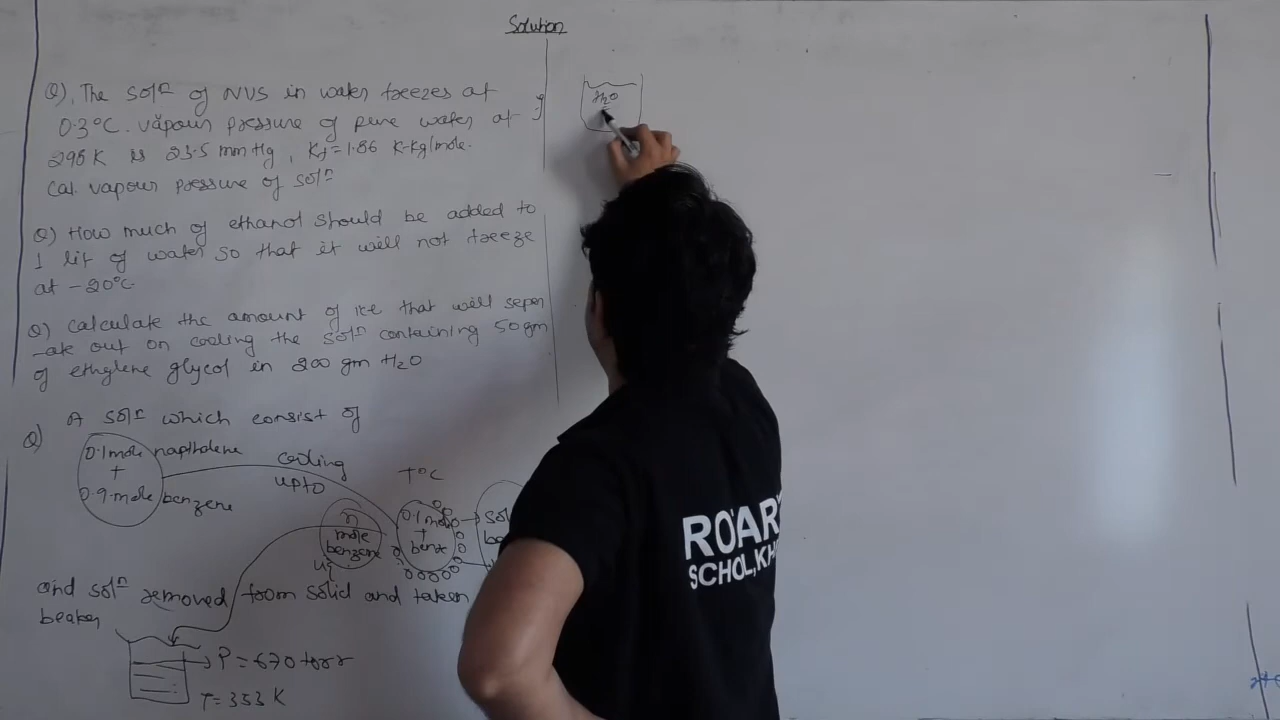 Solution
Q). The solⁿ of NVS in water freezes at
0.3°C. vapour pressure of pure water at
298 K is 23.5 mmHg, Kf = 1.86 K·Kg/mole.
Cal. vapour pressure of solⁿ
Q) How much of ethanol should be added to
1 lit of water so that it will not freeze
at -20°C.
Q) Calculate the amount of ice that will seper
-ate out on cooling the solⁿ containing 50 gm
of ethylene glycol in 200 gm H2O
Q) A solⁿ which consist of
0.1 mole napthalene
+
0.9 mole benzene
cooling
upto
T°C
n
mole
benzene
0.1 mole
+
benz
sol
and solⁿ removed from solid and taken
beaker
P = 670 torr
T = 353 K
H2O
ROAR
SCHOL, KH